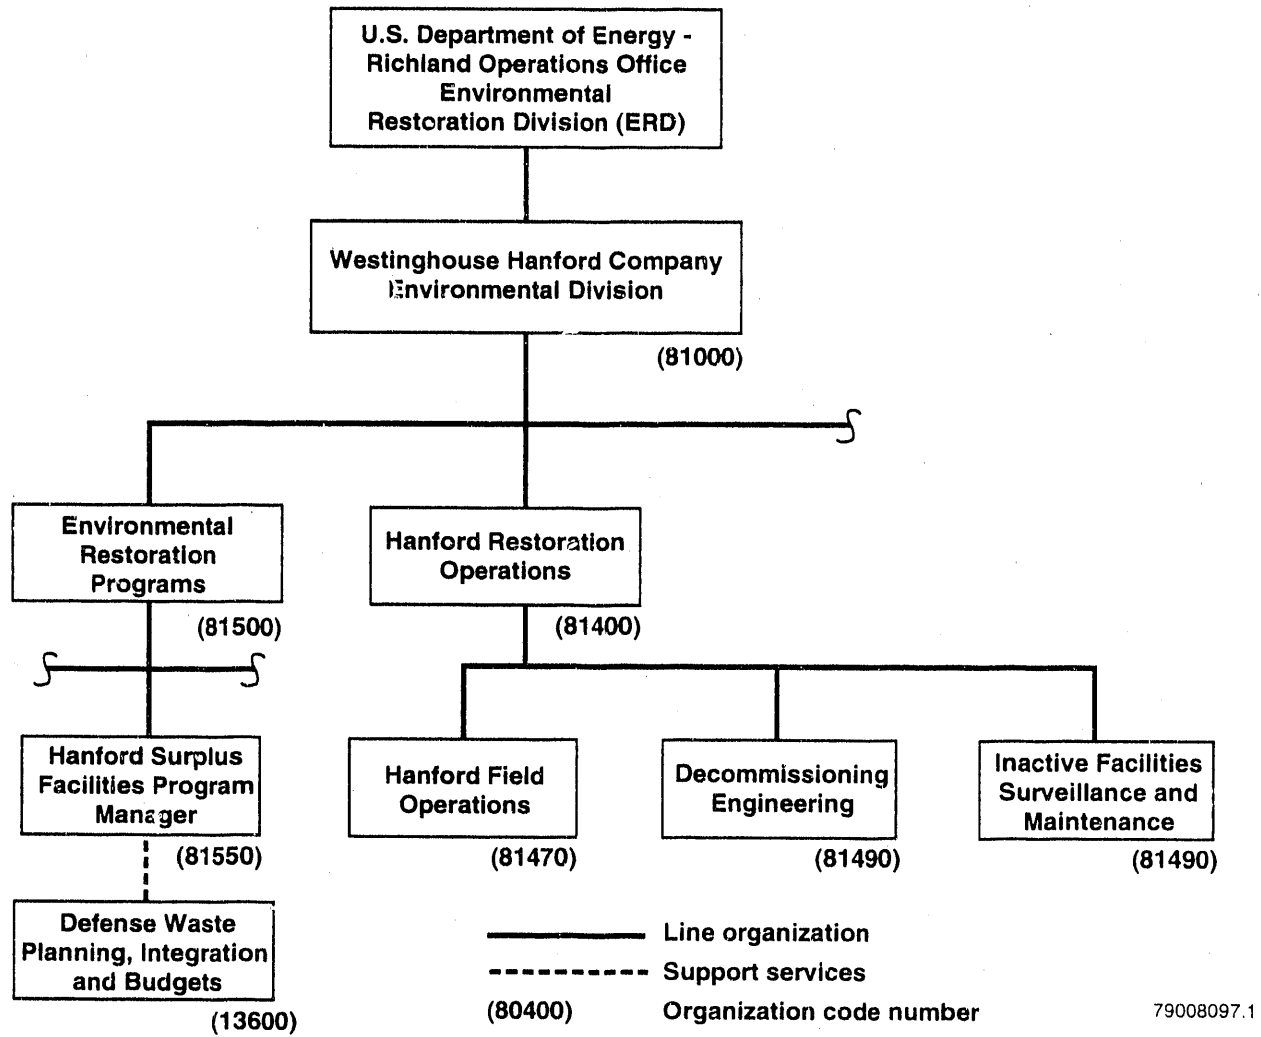 U.S. Department of Energy -
Richland Operations Office
Environmental
Restoration Division (ERD)
Westinghouse Hanford Company
Environmental Division
(81000)
Environmental
Restoration
Programs
(81500)
Hanford Restoration
Operations
(81400)
Hanford Surplus
Facilities Program
Manager
(81550)
Hanford Field
Operations
(81470)
Decommissioning
Engineering
(81490)
Inactive Facilities
Surveillance and
Maintenance
(81490)
Defense Waste
Planning, Integration
and Budgets
(13600)
Line organization
Support services
(80400) Organization code number
79008097.1